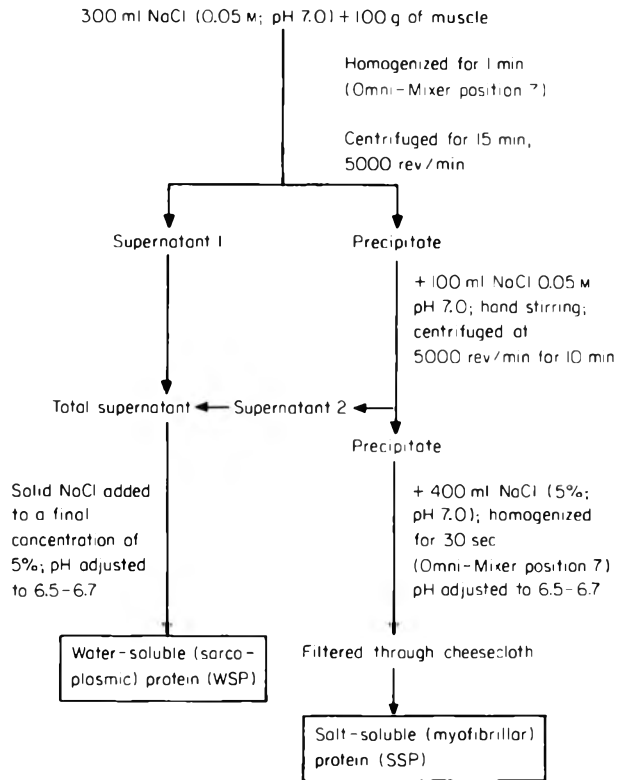 300 ml NaCl (0.05 M; pH 7.0) + 100 g of muscle
Homogenized for 1 min
(Omni-Mixer position 7)
Centrifuged for 15 min,
5000 rev/min
Supernatant 1
Precipitate
+ 100 ml NaCl 0.05 M
pH 7.0; hand stirring;
centrifuged at
5000 rev/min for 10 min
Total supernatant
Supernatant 2
Precipitate
Solid NaCl added
to a final
concentration of
5%; pH adjusted
to 6.5-6.7
+ 400 ml NaCl (5%;
pH 7.0); homogenized
for 30 sec
(Omni-Mixer position 7)
pH adjusted to 6.5-6.7
Water-soluble (sarco-
plasmic) protein (WSP)
Filtered through cheesecloth
Salt-soluble (myofibrillar)
protein (SSP)